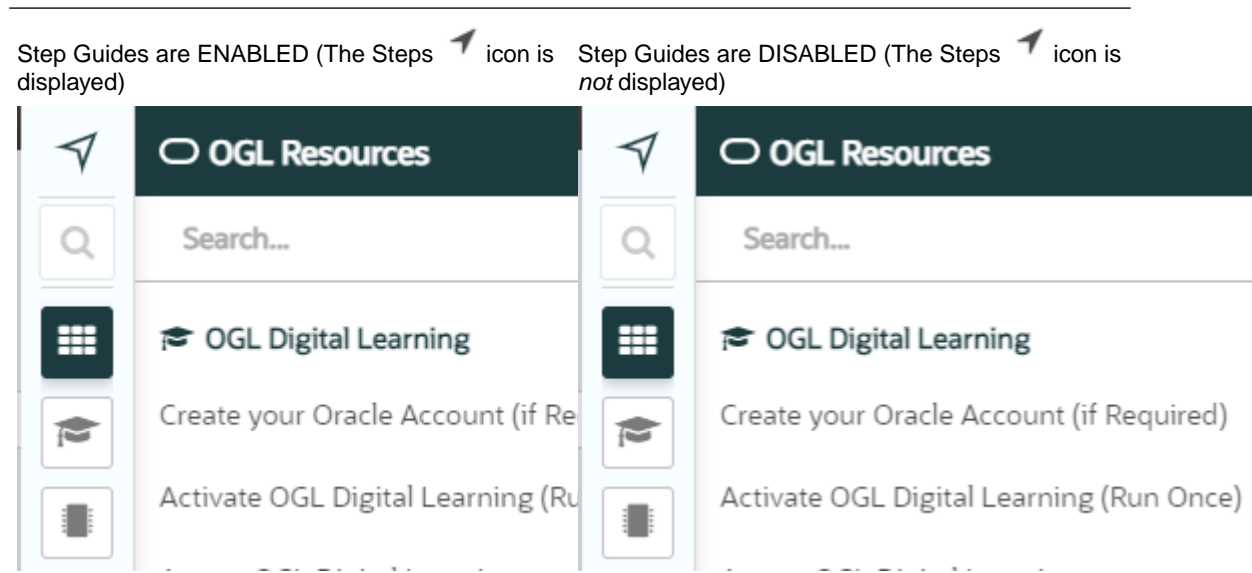 Step Guides are ENABLED (The Steps icon is
displayed)
Step Guides are DISABLED (The Steps icon is
not displayed)
OGL Resources
Search...
OGL Digital Learning
Create your Oracle Account (if Re
Activate OGL Digital Learning (Ru
OGL Resources
Search...
OGL Digital Learning
Create your Oracle Account (if Required)
Activate OGL Digital Learning (Run Once)